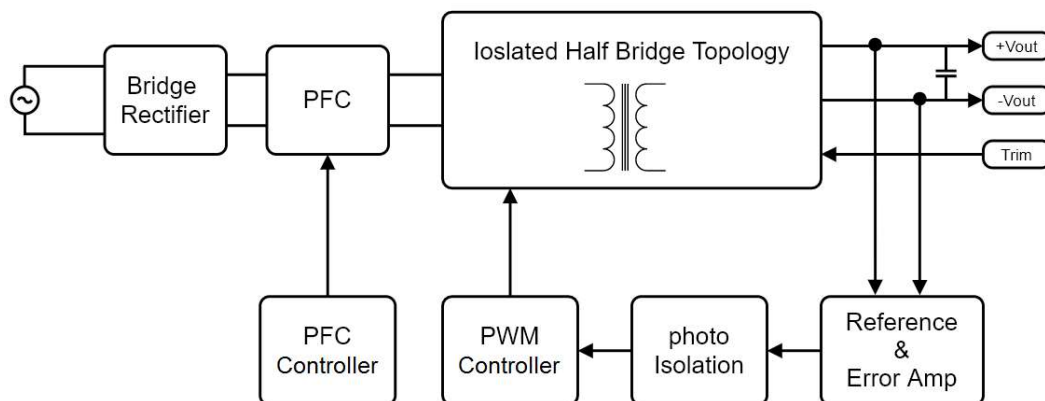 Ioslated Half Bridge Topology
+Vout
Bridge
Rectifier
PFC
-Vout
Trim
PFC
Controller
PWM
Controller
photo
Isolation
Reference
&
Error Amp